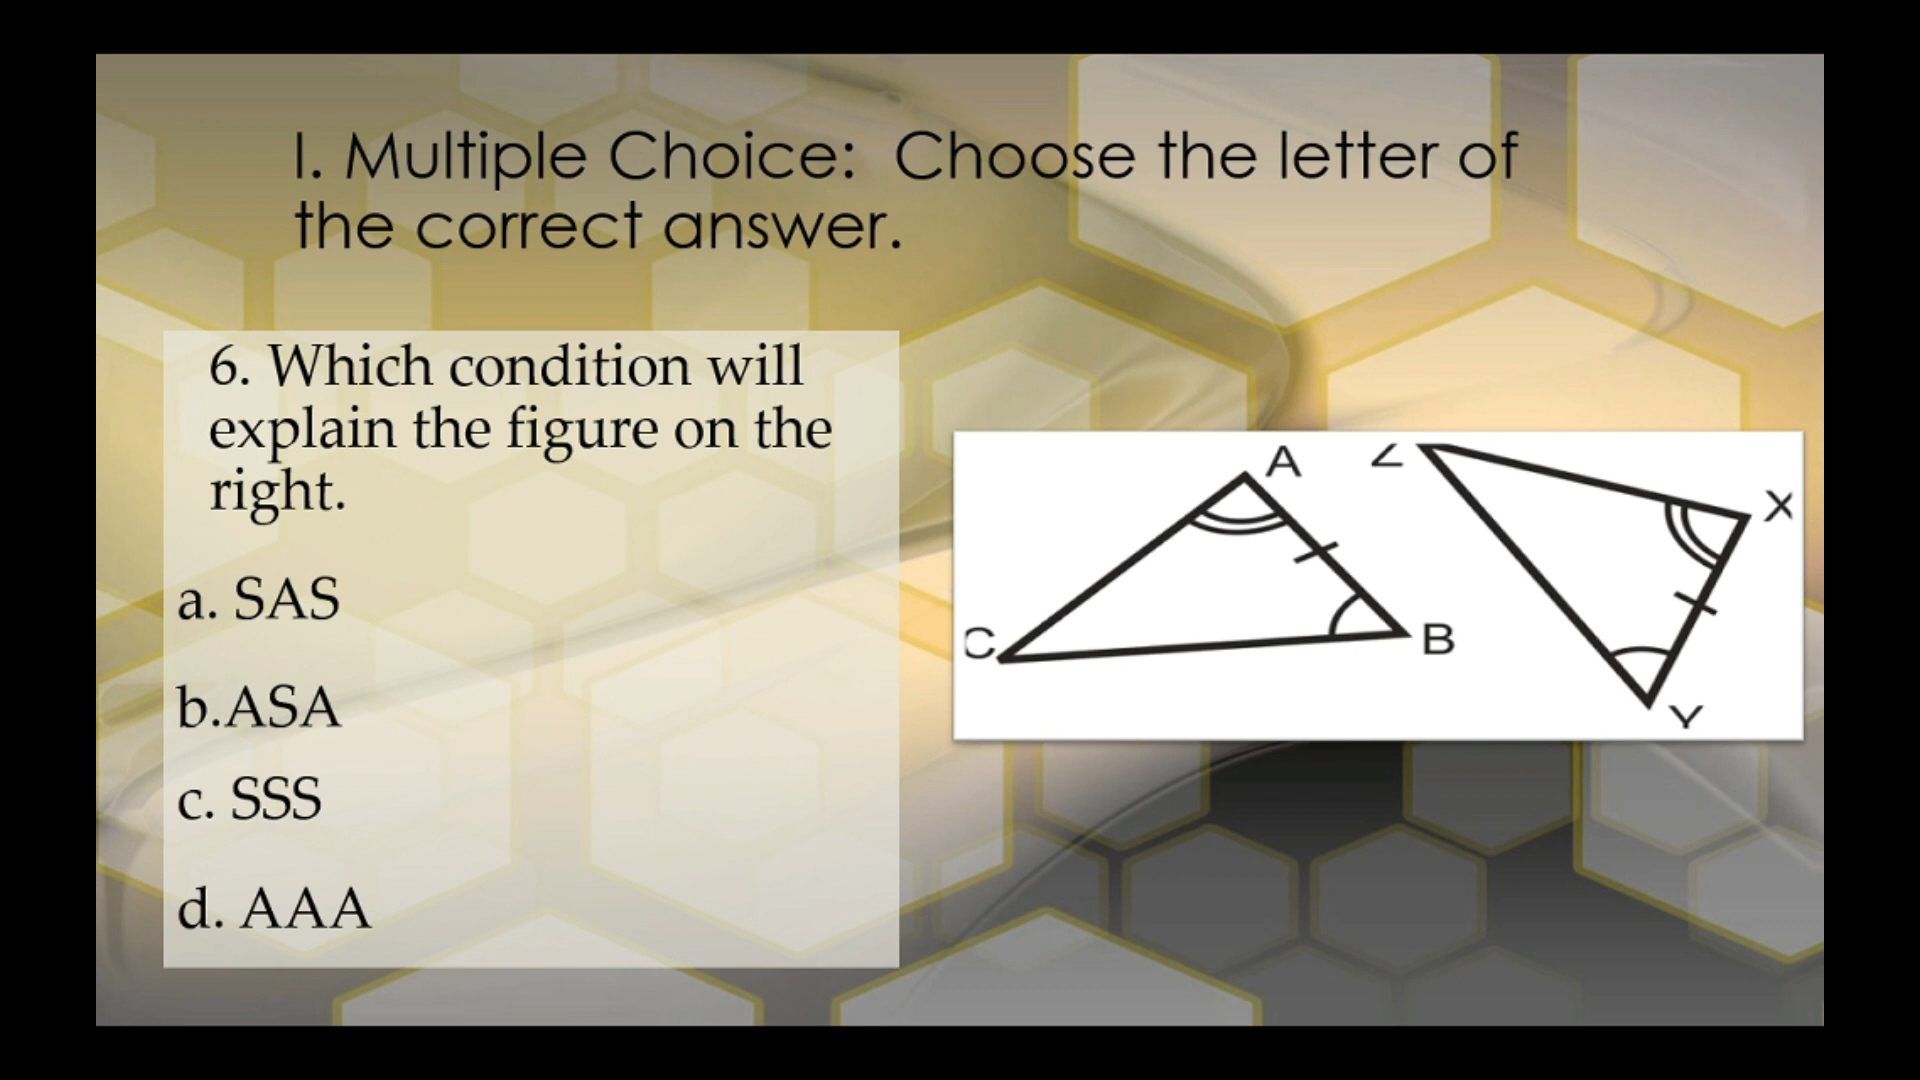 I. Multiple Choice: Choose the letter of
the correct answer.
6. Which condition will
explain the figure on the
right.
a. SAS
b.ASA
c. SSS
d. AAA
A
Z
X
C
B
Y